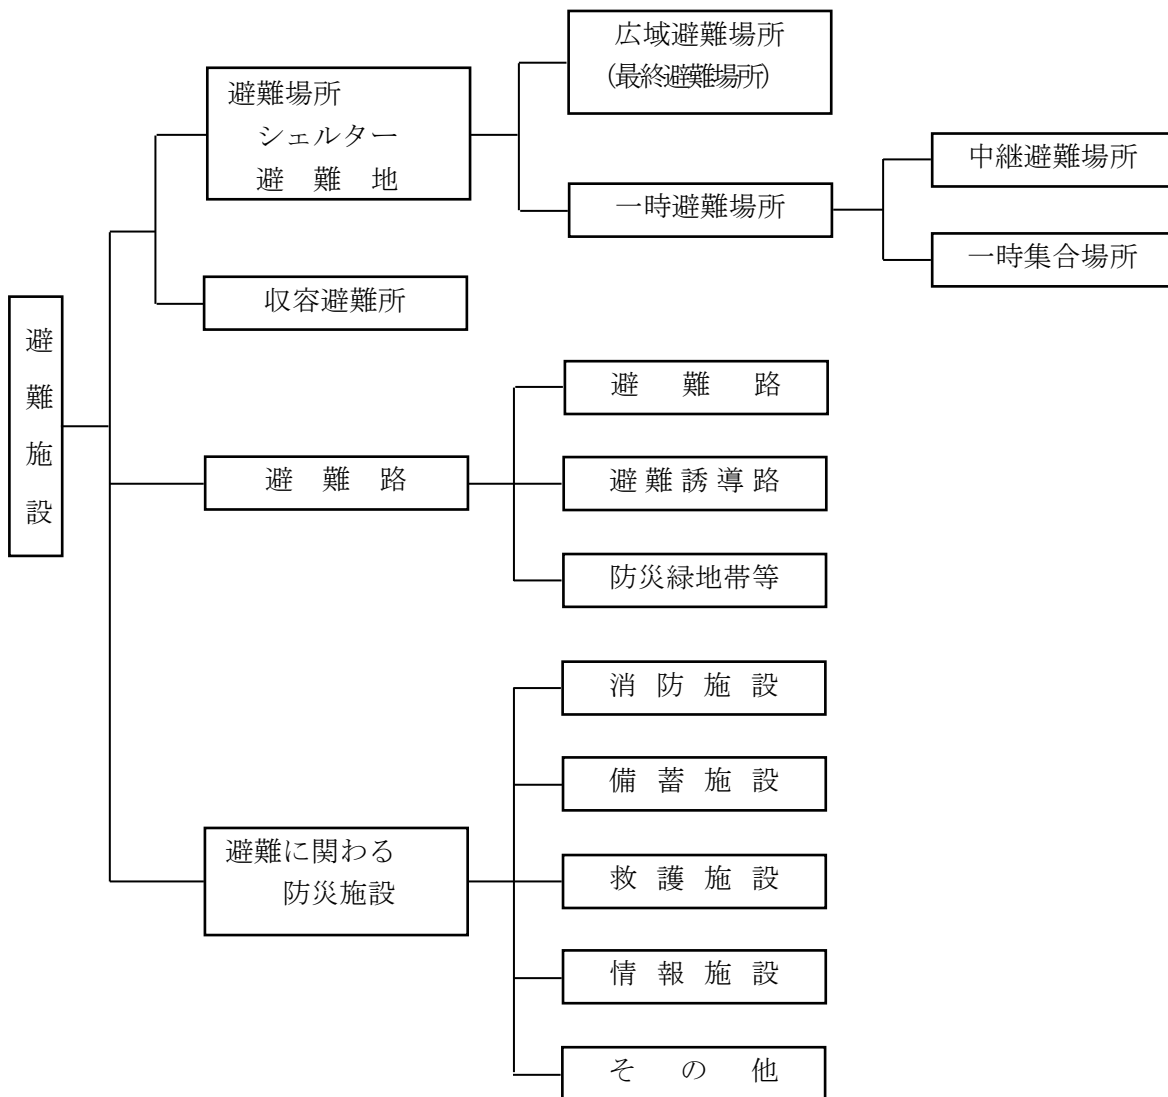 避難施設
避難場所
シェルター
避難地
広域避難場所
(最終避難場所)
一時避難場所
中継避難場所
一時集合場所
収容避難所
避難路
避難路
避難誘導路
防災緑地帯等
避難に関わる
防災施設
消防施設
備蓄施設
救護施設
情報施設
その他